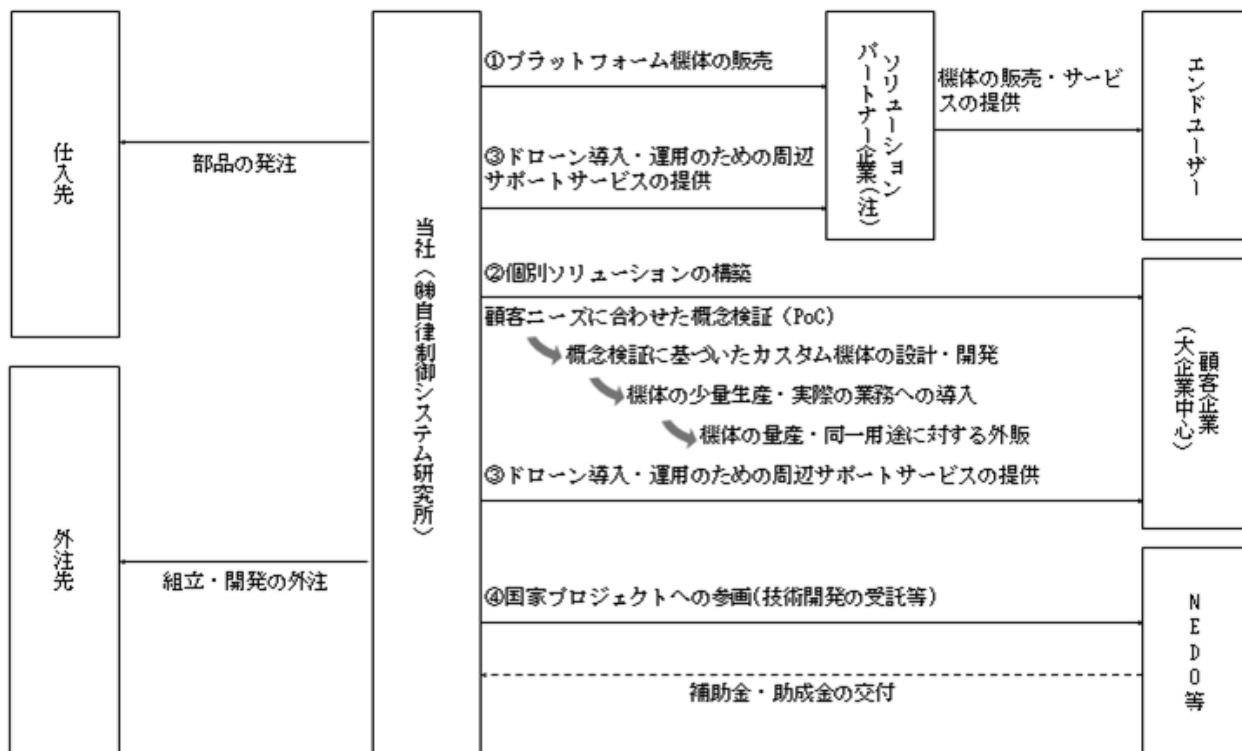 仕入先
部品の発注
外注先
組立・開発の外注
当社(㈱自律制御システム研究所)
①プラットフォーム機体の販売
③ドローン導入・運用のための周辺
サポートサービスの提供
ソリューション
パートナー企業(注)
機体の販売・サービ
スの提供
エンドユーザー
②個別ソリューションの構築
顧客ニーズに合わせた概念検証(PoC)
概念検証に基づいたカスタム機体の設計・開発
機体の少量生産・実際の業務への導入
機体の量産・同一用途に対する外販
③ドローン導入・運用のための周辺サポートサービスの提供
顧客企業
(大企業中心)
④国家プロジェクトへの参画(技術開発の受託等)
補助金・助成金の交付
NEDO等